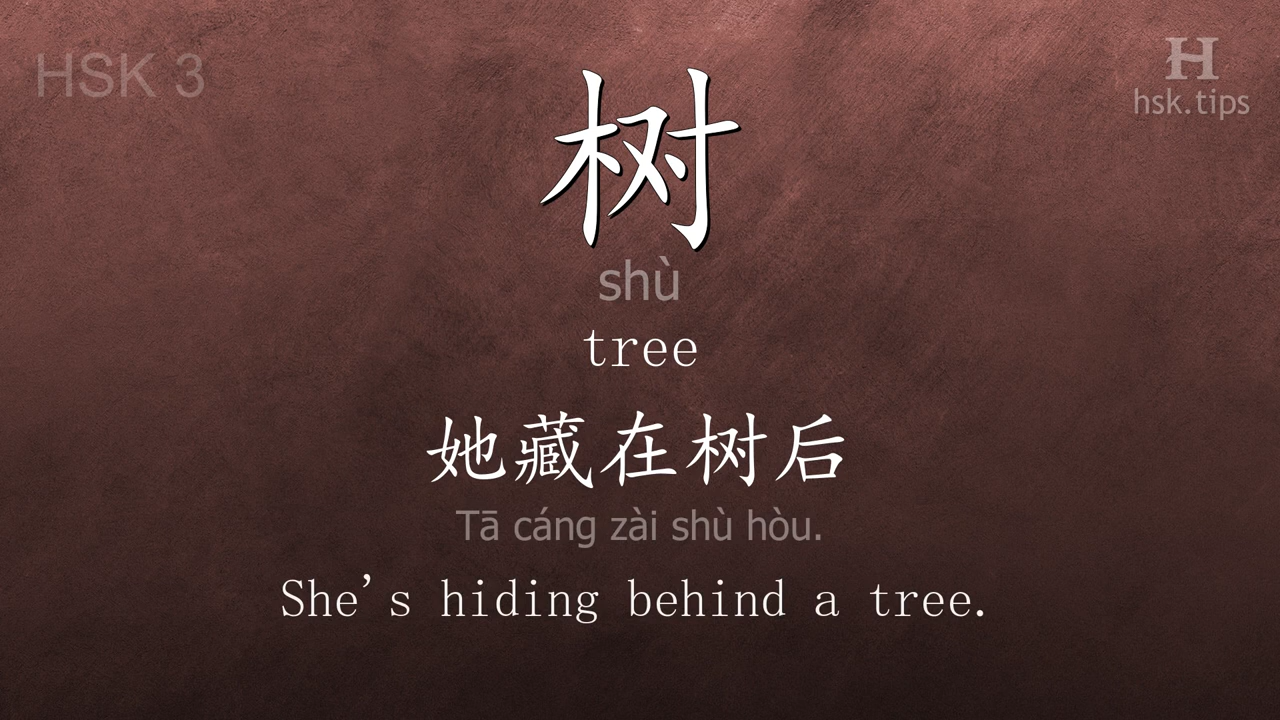 HSK 3
H
hsk.tips
树
shù
tree
她藏在树后
Tā cáng zài shù hòu.
She's hiding behind a tree.